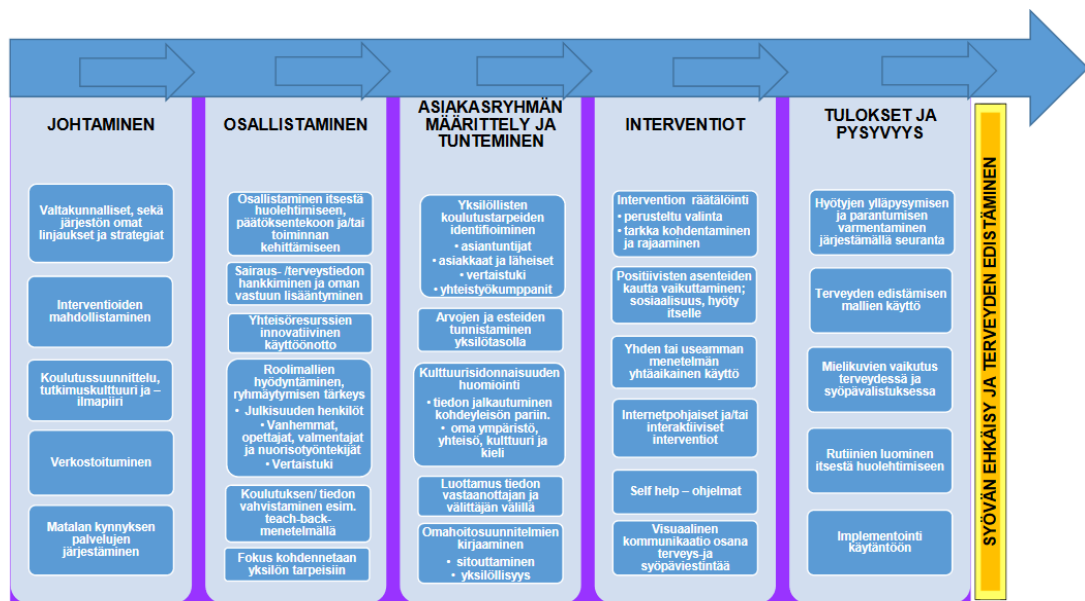 JOHTAMINEN
Valtakunnalliset, sekä
järjestön omat
linjaukset ja strategiat
Interventioiden
mahdollistaminen
Koulutussuunnittelu,
tutkimuskulttuuri ja –
ilmapiiri
Verkostoituminen
Matalan kynnyksen
palvelujen
järjestäminen
OSALLISTAMINEN
Osallistaminen itsestä
huolehtimiseen,
päätöksentekoon ja/tai
toiminnan
kehittämiseen
Sairaus- /terveystiedon
hankkiminen ja oman
vastuun lisääntyminen
Yhteisöresurssien
innovatiivinen
käyttöönotto
Roolimallien
hyödyntäminen,
ryhmäytymisen tärkeys
• Julkisuuden henkilöt
• Vanhemmat,
opettajat, valmentajat
ja nuorisotyöntekijät
• Vertaistuki
Koulutuksen/ tiedon
vahvistaminen esim.
teach-back-
menetelmällä
Fokus kohdennetaan
yksilön tarpeisiin
ASIAKASRYHMÄN
MÄÄRITTELY JA
TUNTEMINEN
Yksilöllisten
koulutustarpeiden
identifioiminen
• asiantuntijat
• asiakkaat ja läheiset
• vertaistuki
• yhteistyökumppanit
Arvojen ja esteiden
tunnistaminen
yksilötasolla
Kulttuurisidonnaisuuden
huomiointi
• tiedon jalkautuminen
kohdeyleisön pariin.
• oma ympäristö,
yhteisö, kulttuuri ja
kieli
Luottamus tiedon
vastaanottajan ja
välittäjän välillä
Omahoitosuunnitelmien
kirjaaminen
• sitouttaminen
• yksilöllisyys
INTERVENTIOT
Intervention räätälöinti
• perusteltu valinta
• tarkka kohdentaminen
ja rajaaminen
Positiivisten asenteiden
kautta vaikuttaminen;
sosiaalisuus, hyöty
itselle
Yhden tai useamman
menetelmän
yhtäaikainen käyttö
Internetpohjaiset ja/tai
interaktiiviset
interventiot
Self help – ohjelmat
Visuaalinen
kommunikaatio osana
terveys-ja
syöpäviestintää
TULOKSET JA
PYSYVYYS
Hyötyjen ylläpysymisen
ja parantumisen
varmentaminen
järjestämällä seuranta
Terveyden edistämisen
mallien käyttö
Mielikuvien vaikutus
terveydessä ja
syöpävalistuksessa
Rutiinien luominen
itsestä huolehtimiseen
Implementointi
käytäntöön
SYÖVÄN EHKÄISY JA TERVEYDEN EDISTÄMINEN